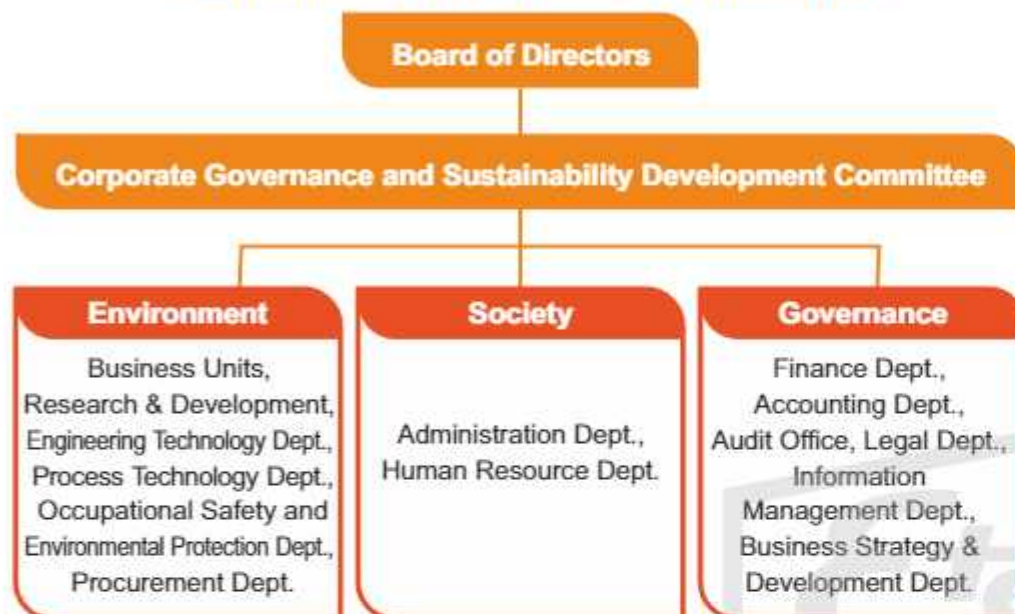 Board of Directors
Corporate Governance and Sustainability Development Committee
Environment
Business Units,
Research & Development,
Engineering Technology Dept.,
Process Technology Dept.,
Occupational Safety and
Environmental Protection Dept.,
Procurement Dept.
Society
Administration Dept.,
Human Resource Dept.
Governance
Finance Dept.,
Accounting Dept.,
Audit Office, Legal Dept.,
Information
Management Dept.,
Business Strategy &
Development Dept.